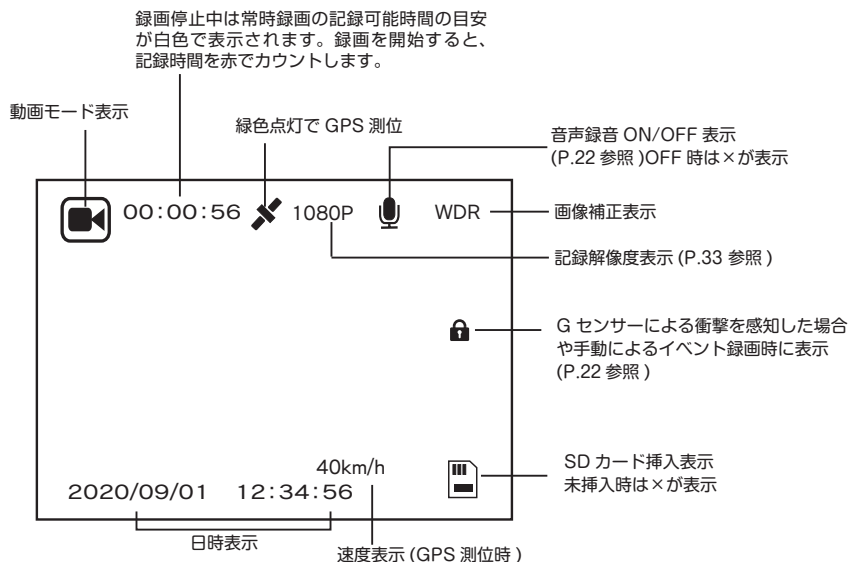 録画停止中は常時録画の記録可能時間の目安
が白色で表示されます。録画を開始すると、
記録時間を赤でカウントします。
動画モード表示
緑色点灯で GPS 測位
音声録音 ON/OFF 表示
(P.22 参照 )OFF 時は×が表示
00:00:56
1080P
WDR
画像補正表示
記録解像度表示 (P.33 参照 )
G センサーによる衝撃を感知した場合
や手動によるイベント録画時に表示
(P.22 参照 )
40km/h
2020/09/01 12:34:56
SD カード挿入表示
未挿入時は×が表示
日時表示
速度表示 (GPS 測位時 )